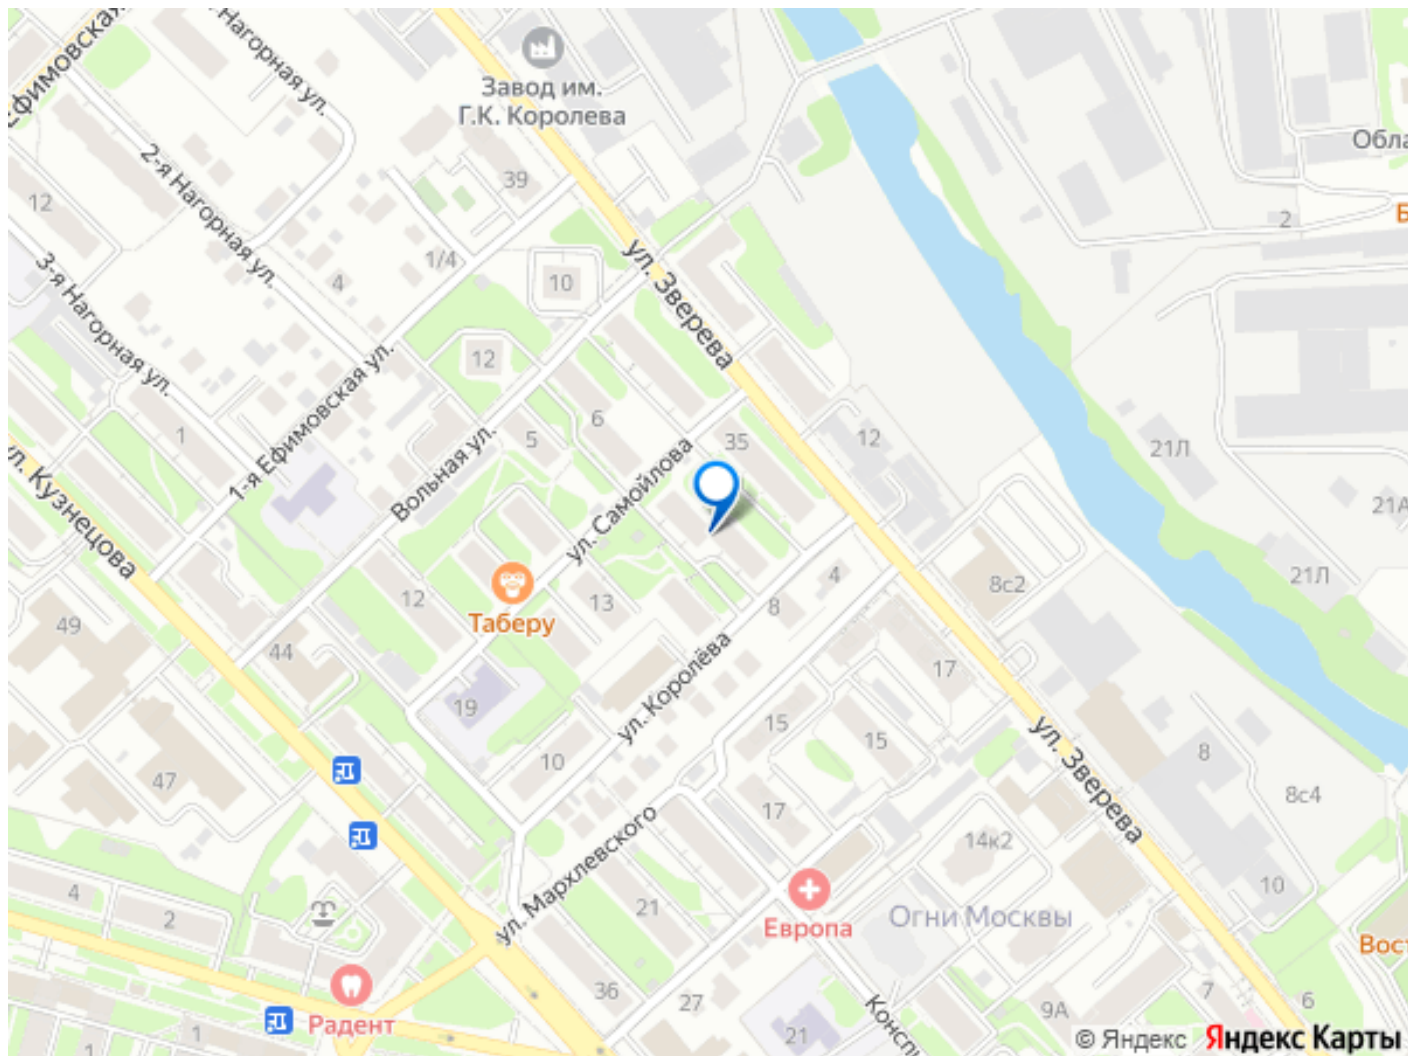 Ефимовская
Нагорная ул.
Завод им.
Г.К. Королева
Обла
2-я Нагорная ул.
39
12
2
Б
3-я Нагорная ул.
1/4
4
10
ул. Зверева
12
1-я Ефимовская ул.
6
35
12
1
5
21Л
Вольная ул.
ул. Самойлова
21А
ул. Кузнецова
4
8с2
21Л
12
13
8
Таберу
49
44
17
19
ул. Королёва
15
15
ул. Зверева
8
10
47
8с4
17
14к2
ул. Мархлевского
10
4
2
21
Европа
Огни Москвы
Вост
36
27
7
6
9А
Радент
1
1
21
Консп
© Яндекс Яндекс Карты